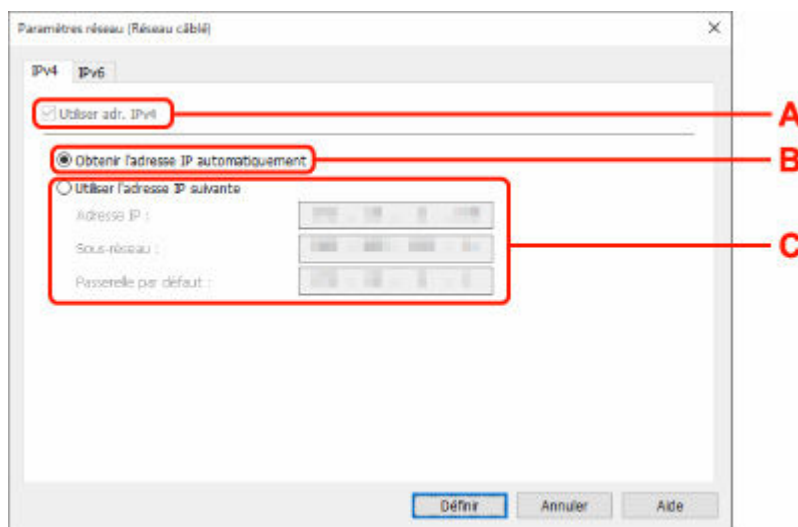 Paramètres réseau (Réseau câblé)
IPv4 IPv6
Utiliser adr. IPv4 A
Obtenir l'adresse IP automatiquement B
Utiliser l'adresse IP suivante
Adresse IP :
Sous-réseau : C
Passerelle par défaut :
Définir Annuler Aide